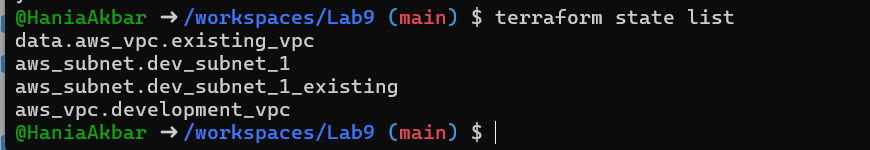 @HaniaAkbar ➜ /workspaces/Lab9 (main) $ terraform state list
data.aws_vpc.existing_vpc
aws_subnet.dev_subnet_1
aws_subnet.dev_subnet_1_existing
aws_vpc.development_vpc
@HaniaAkbar ➜ /workspaces/Lab9 (main) $